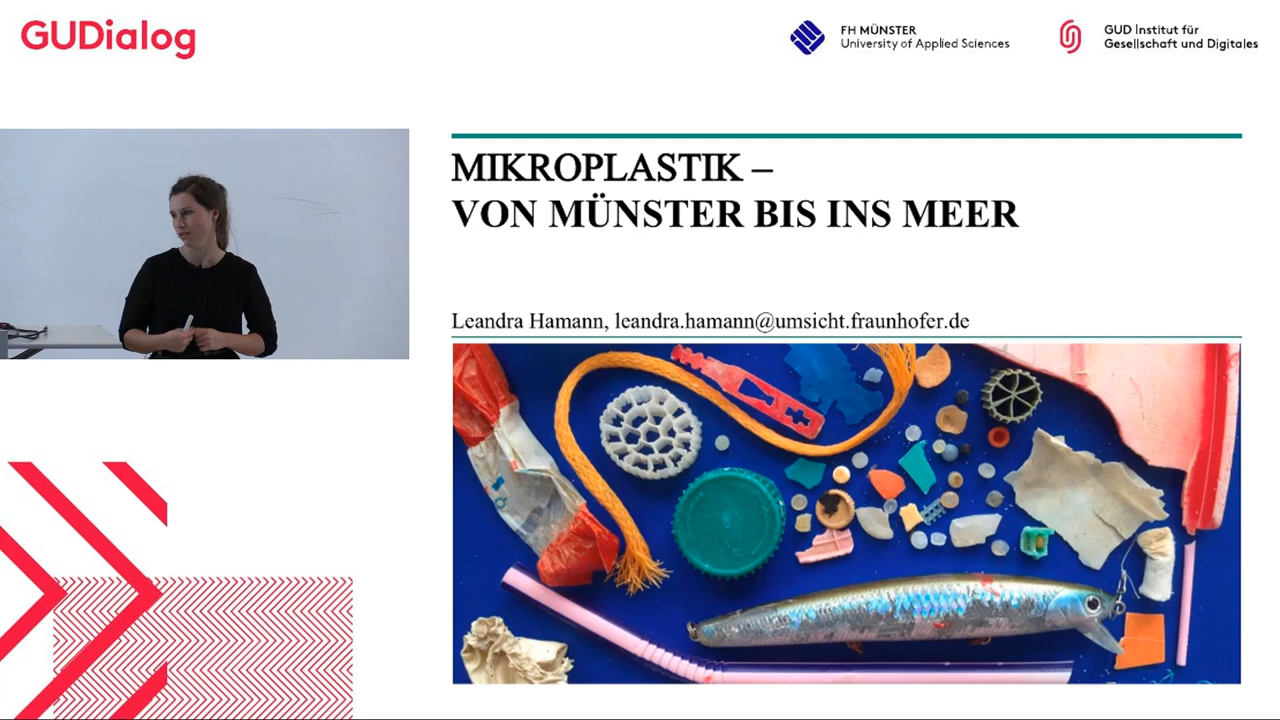 GUDialog
FH MÜNSTER
University of Applied Sciences
GUD Institut für
Gesellschaft und Digitales
MIKROPLASTIK –
VON MÜNSTER BIS INS MEER
Leandra Hamann, leandra.hamann@umsicht.fraunhofer.de